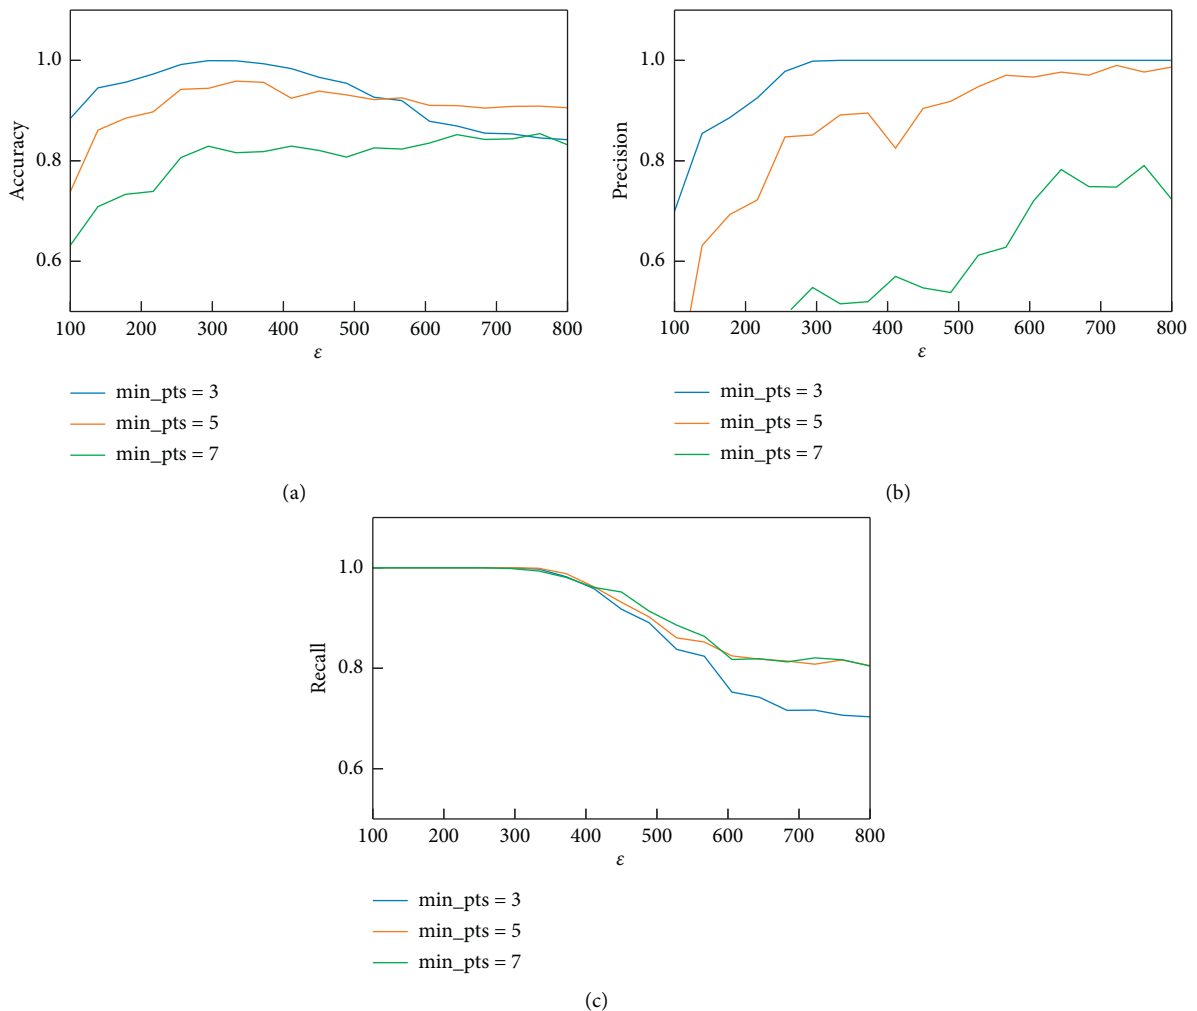 Accuracy
1.0
0.8
0.6
100 200 300 400 500 600 700 800
ε
min_pts = 3
min_pts = 5
min_pts = 7
(a)
Precision
1.0
0.8
0.6
100 200 300 400 500 600 700 800
ε
min_pts = 3
min_pts = 5
min_pts = 7
(b)
Recall
1.0
0.8
0.6
100 200 300 400 500 600 700 800
ε
min_pts = 3
min_pts = 5
min_pts = 7
(c)